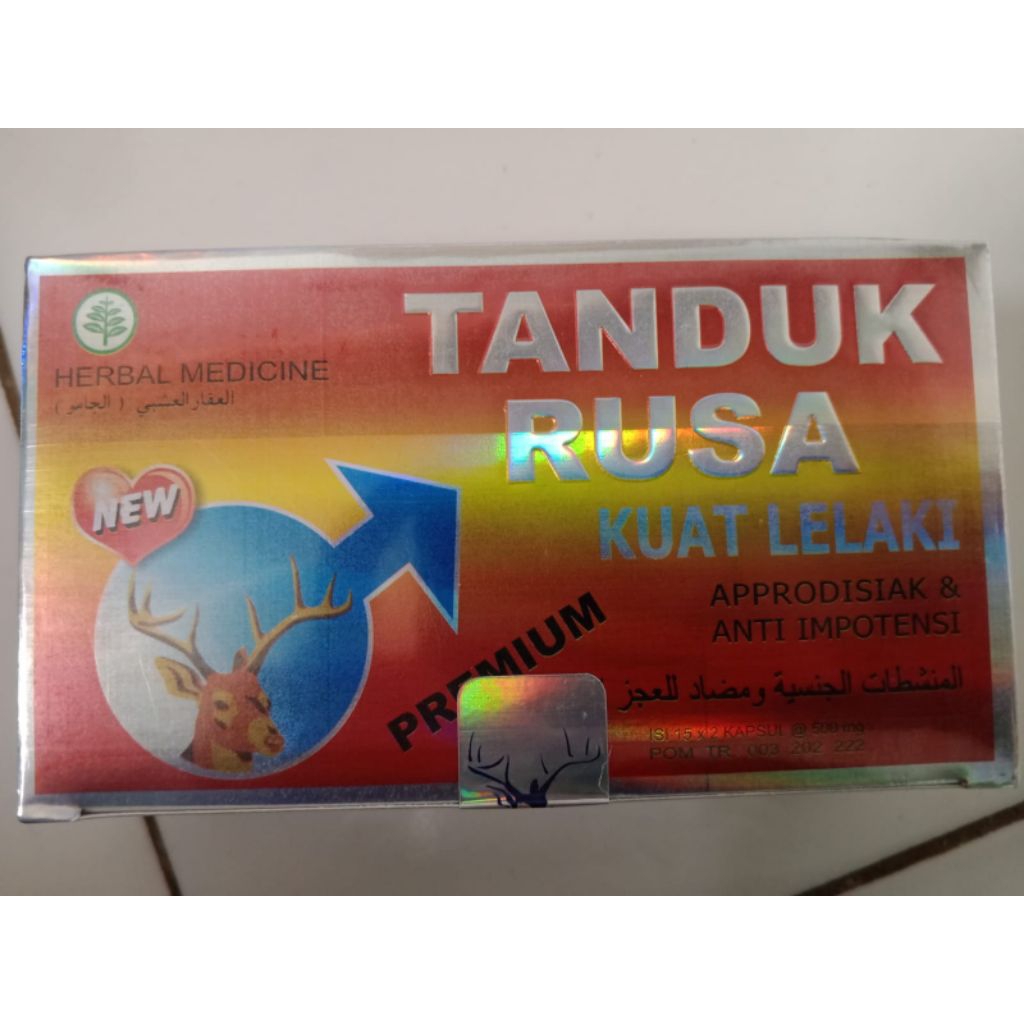 HERBAL MEDICINE
العقار العشبي ( الجامو )
NEW
TANDUK
RUSA
KUAT LELAKI
APPRODISIAK &
ANTI IMPOTENSI
المنشطات الجنسية ومضاد للعجز
PREMIUM
ISI 15 x 2 KAPSUL @ 500 mg
POM TR. 003 202 222